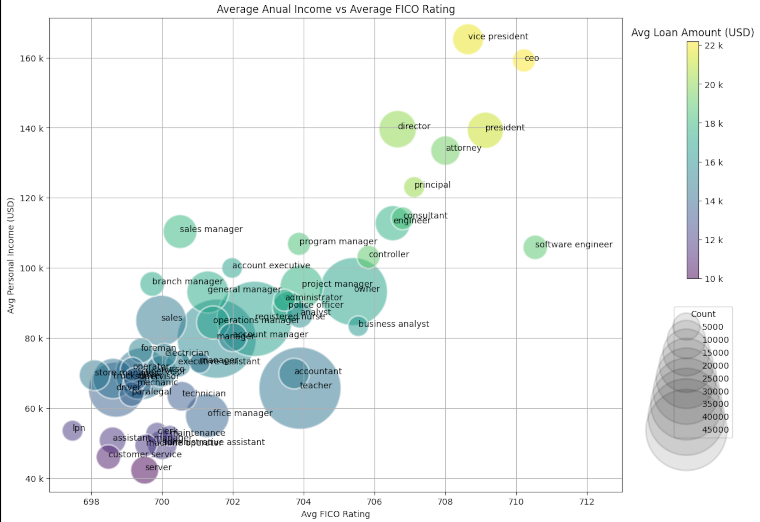 Average Anual Income vs Average FICO Rating
Avg Loan Amount (USD)
vice president
22 k
160 k
ceo
20 k
director
president
140 k
attorney
18 k
principal
120 k
16 k
consultant
engineer
sales manager
14 k
program manager
software engineer
controller
12 k
account executive
100 k
branch manager
project manager
general manager
owner
10 k
administrator
police officer
analyst
registered nurse
operations manager
sales
business analyst
account manager
manager
80 k
foreman
electrician
manager
executive assistant
accountant
teacher
store manager
mechanic
driver
paralegal
technician
60 k
office manager
lpn
clerk
maintenance
assistant manager
customer service
server
40 k
Count
5000
10000
15000
20000
25000
30000
35000
40000
45000
698
700
702
704
706
708
710
712
Avg FICO Rating
Avg Personal Income (USD)